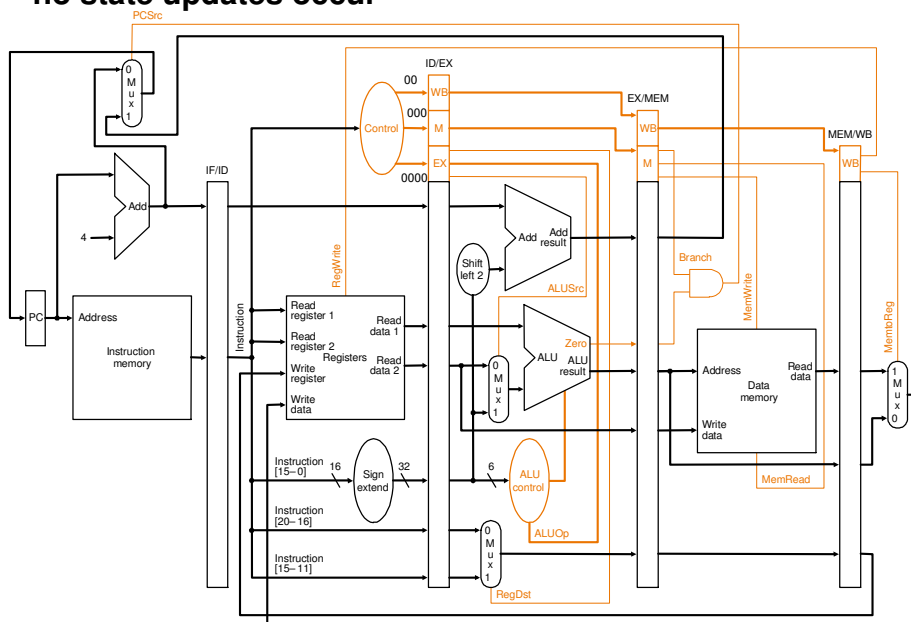 no state updates occur
PCSrc
ID/EX
00
WB
EX/MEM
000
Control
M
WB
MEM/WB
EX
M
WB
0000
IF/ID
0
M
u
x
1
Add
4
Add
Add
result
Shift
left 2
RegWrite
ALUSrc
Branch
MemWrite
MemtoReg
PC
Address
Instruction
memory
Instruction
Read
register 1
Read
register 2
Registers
Write
register
Write
data
Read
data 1
Read
data 2
0
M
u
x
1
Zero
ALU
ALU
result
Address
Data
memory
Read
data
Write
data
1
M
u
x
0
Instruction
[15–0]
16
Sign
extend
32
6
ALU
control
MemRead
Instruction
[20–16]
ALUOp
0
M
u
x
1
Instruction
[15–11]
RegDst